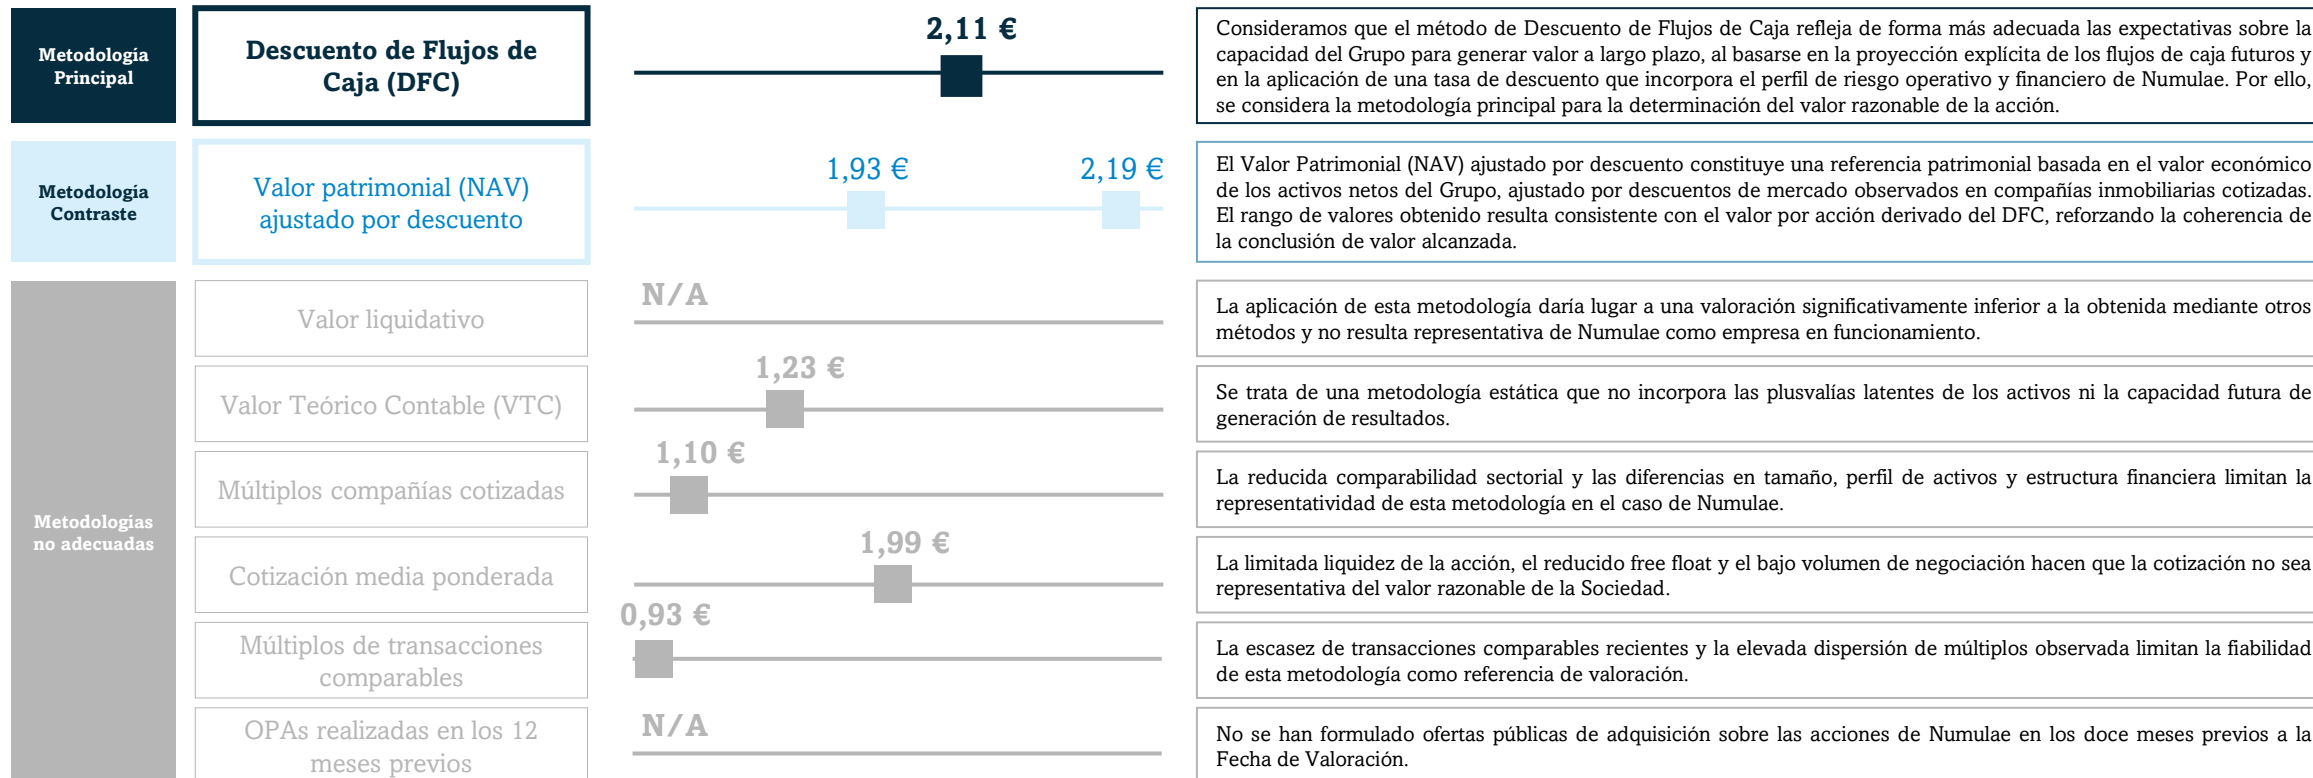 Metodología
Principal
Descuento de Flujos de
Caja (DFC)
2,11 €
Consideramos que el método de Descuento de Flujos de Caja refleja de forma más adecuada las expectativas sobre la
capacidad del Grupo para generar valor a largo plazo, al basarse en la proyección explícita de los flujos de caja futuros y
en la aplicación de una tasa de descuento que incorpora el perfil de riesgo operativo y financiero de Numulae. Por ello,
se considera la metodología principal para la determinación del valor razonable de la acción.
Metodología
Contraste
Valor patrimonial (NAV)
ajustado por descuento
1,93 €
2,19 €
El Valor Patrimonial (NAV) ajustado por descuento constituye una referencia patrimonial basada en el valor económico
de los activos netos del Grupo, ajustado por descuentos de mercado observados en compañías inmobiliarias cotizadas.
El rango de valores obtenido resulta consistente con el valor por acción derivado del DFC, reforzando la coherencia de
la conclusión de valor alcanzada.
Metodologías
no adecuadas
Valor liquidativo
N/A
La aplicación de esta metodología daría lugar a una valoración significativamente inferior a la obtenida mediante otros
métodos y no resulta representativa de Numulae como empresa en funcionamiento.
Valor Teórico Contable (VTC)
1,23 €
Se trata de una metodología estática que no incorpora las plusvalías latentes de los activos ni la capacidad futura de
generación de resultados.
Múltiplos compañías cotizadas
1,10 €
La reducida comparabilidad sectorial y las diferencias en tamaño, perfil de activos y estructura financiera limitan la
representatividad de esta metodología en el caso de Numulae.
Cotización media ponderada
1,99 €
La limitada liquidez de la acción, el reducido free float y el bajo volumen de negociación hacen que la cotización no sea
representativa del valor razonable de la Sociedad.
Múltiplos de transacciones
comparables
0,93 €
La escasez de transacciones comparables recientes y la elevada dispersión de múltiplos observada limitan la fiabilidad
de esta metodología como referencia de valoración.
OPAs realizadas en los 12
meses previos
N/A
No se han formulado ofertas públicas de adquisición sobre las acciones de Numulae en los doce meses previos a la
Fecha de Valoración.